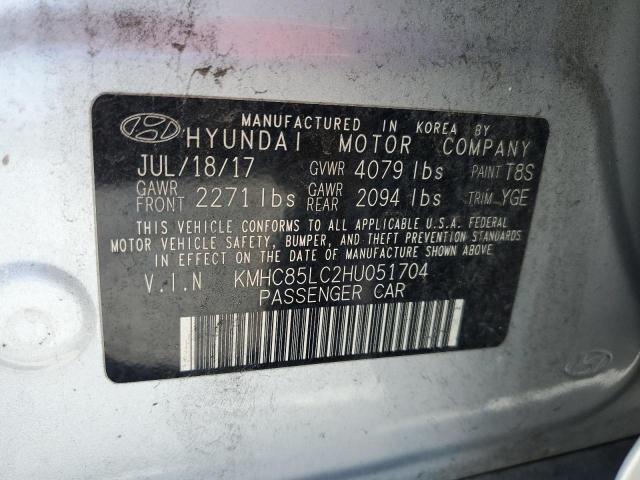 MANUFACTURED IN KOREA BY
HYUNDAI MOTOR COMPANY
JUL/18/17 GVWR 4079 lbs PAINT T8S
GAWR FRONT 2271 lbs GAWR REAR 2094 lbs TRIM YGE
THIS VEHICLE CONFORMS TO ALL APPLICABLE U.S.A. FEDERAL
MOTOR VEHICLE SAFETY, BUMPER, AND THEFT PREVENTION STANDARDS
IN EFFECT ON THE DATE OF MANUFACTURE SHOWN ABOVE.
V.I.N KMHC85LC2HU051704
PASSENGER CAR